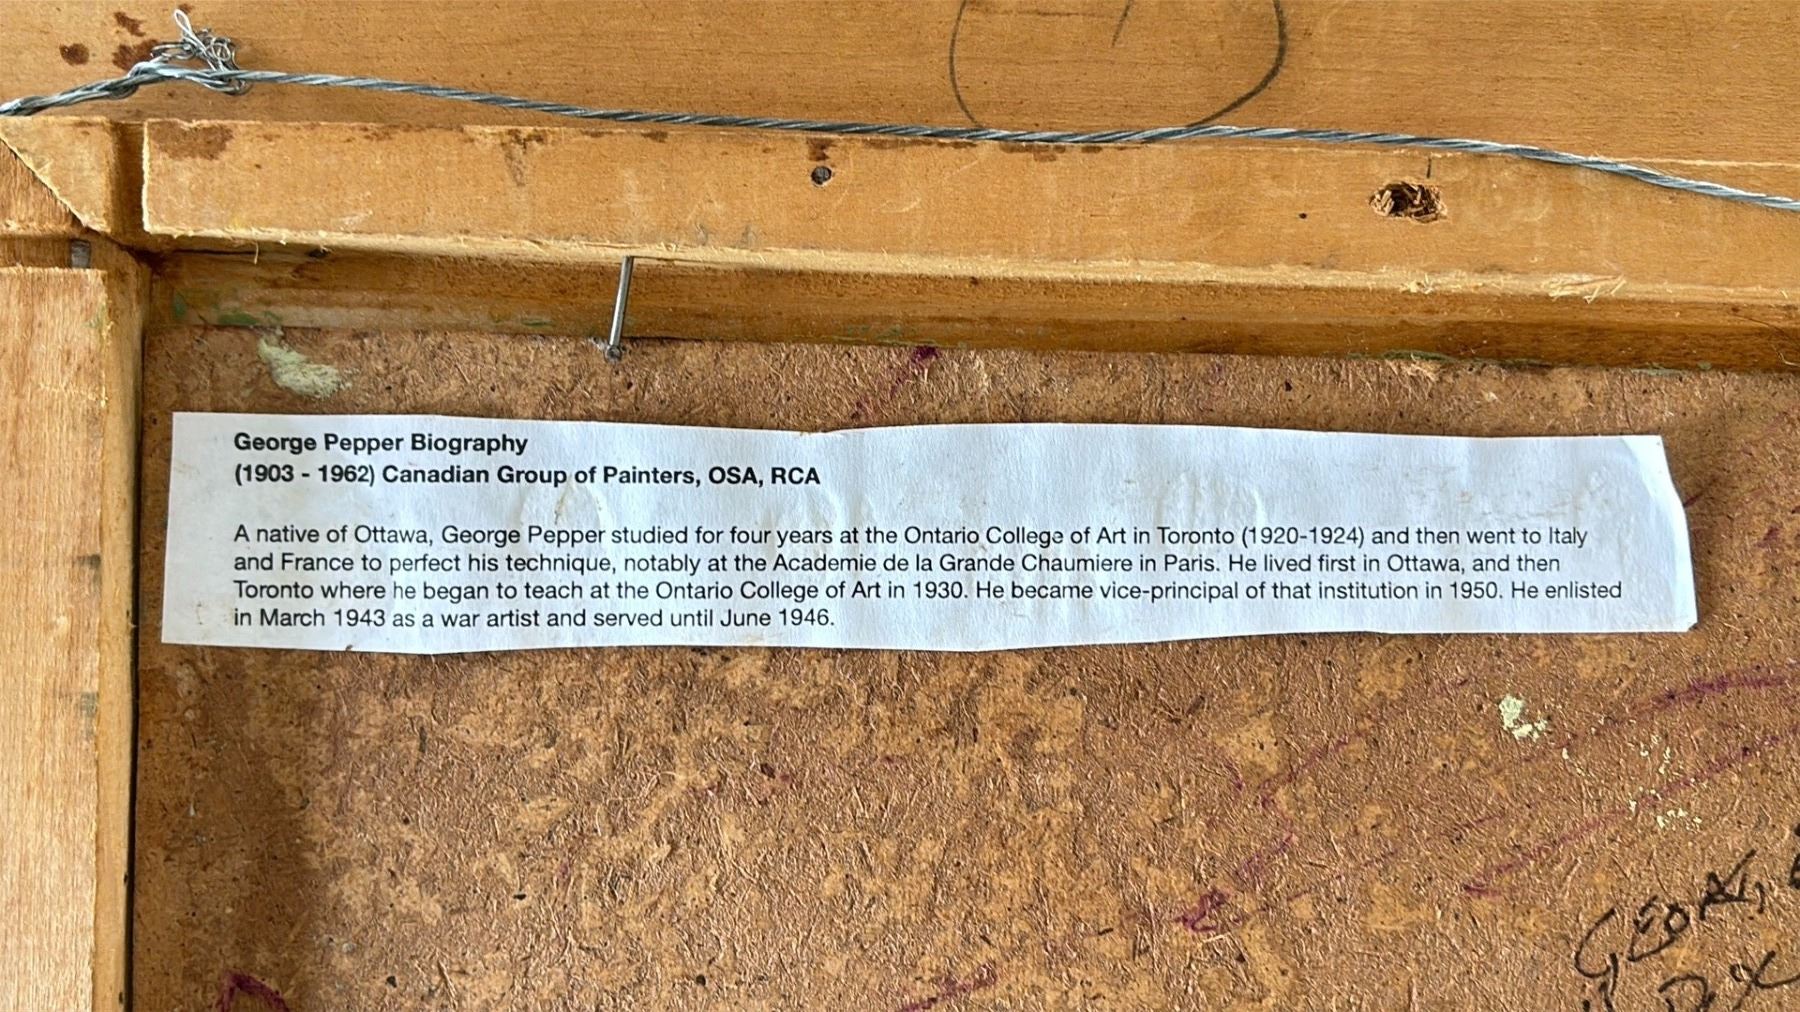 George Pepper Biography
(1903 - 1962) Canadian Group of Painters, OSA, RCA
A native of Ottawa, George Pepper studied for four years at the Ontario College of Art in Toronto (1920-1924) and then went to Italy
and France to perfect his technique, notably at the Academie de la Grande Chaumiere in Paris. He lived first in Ottawa, and then
Toronto where he began to teach at the Ontario College of Art in 1930. He became vice-principal of that institution in 1950. He enlisted
in March 1943 as a war artist and served until June 1946.